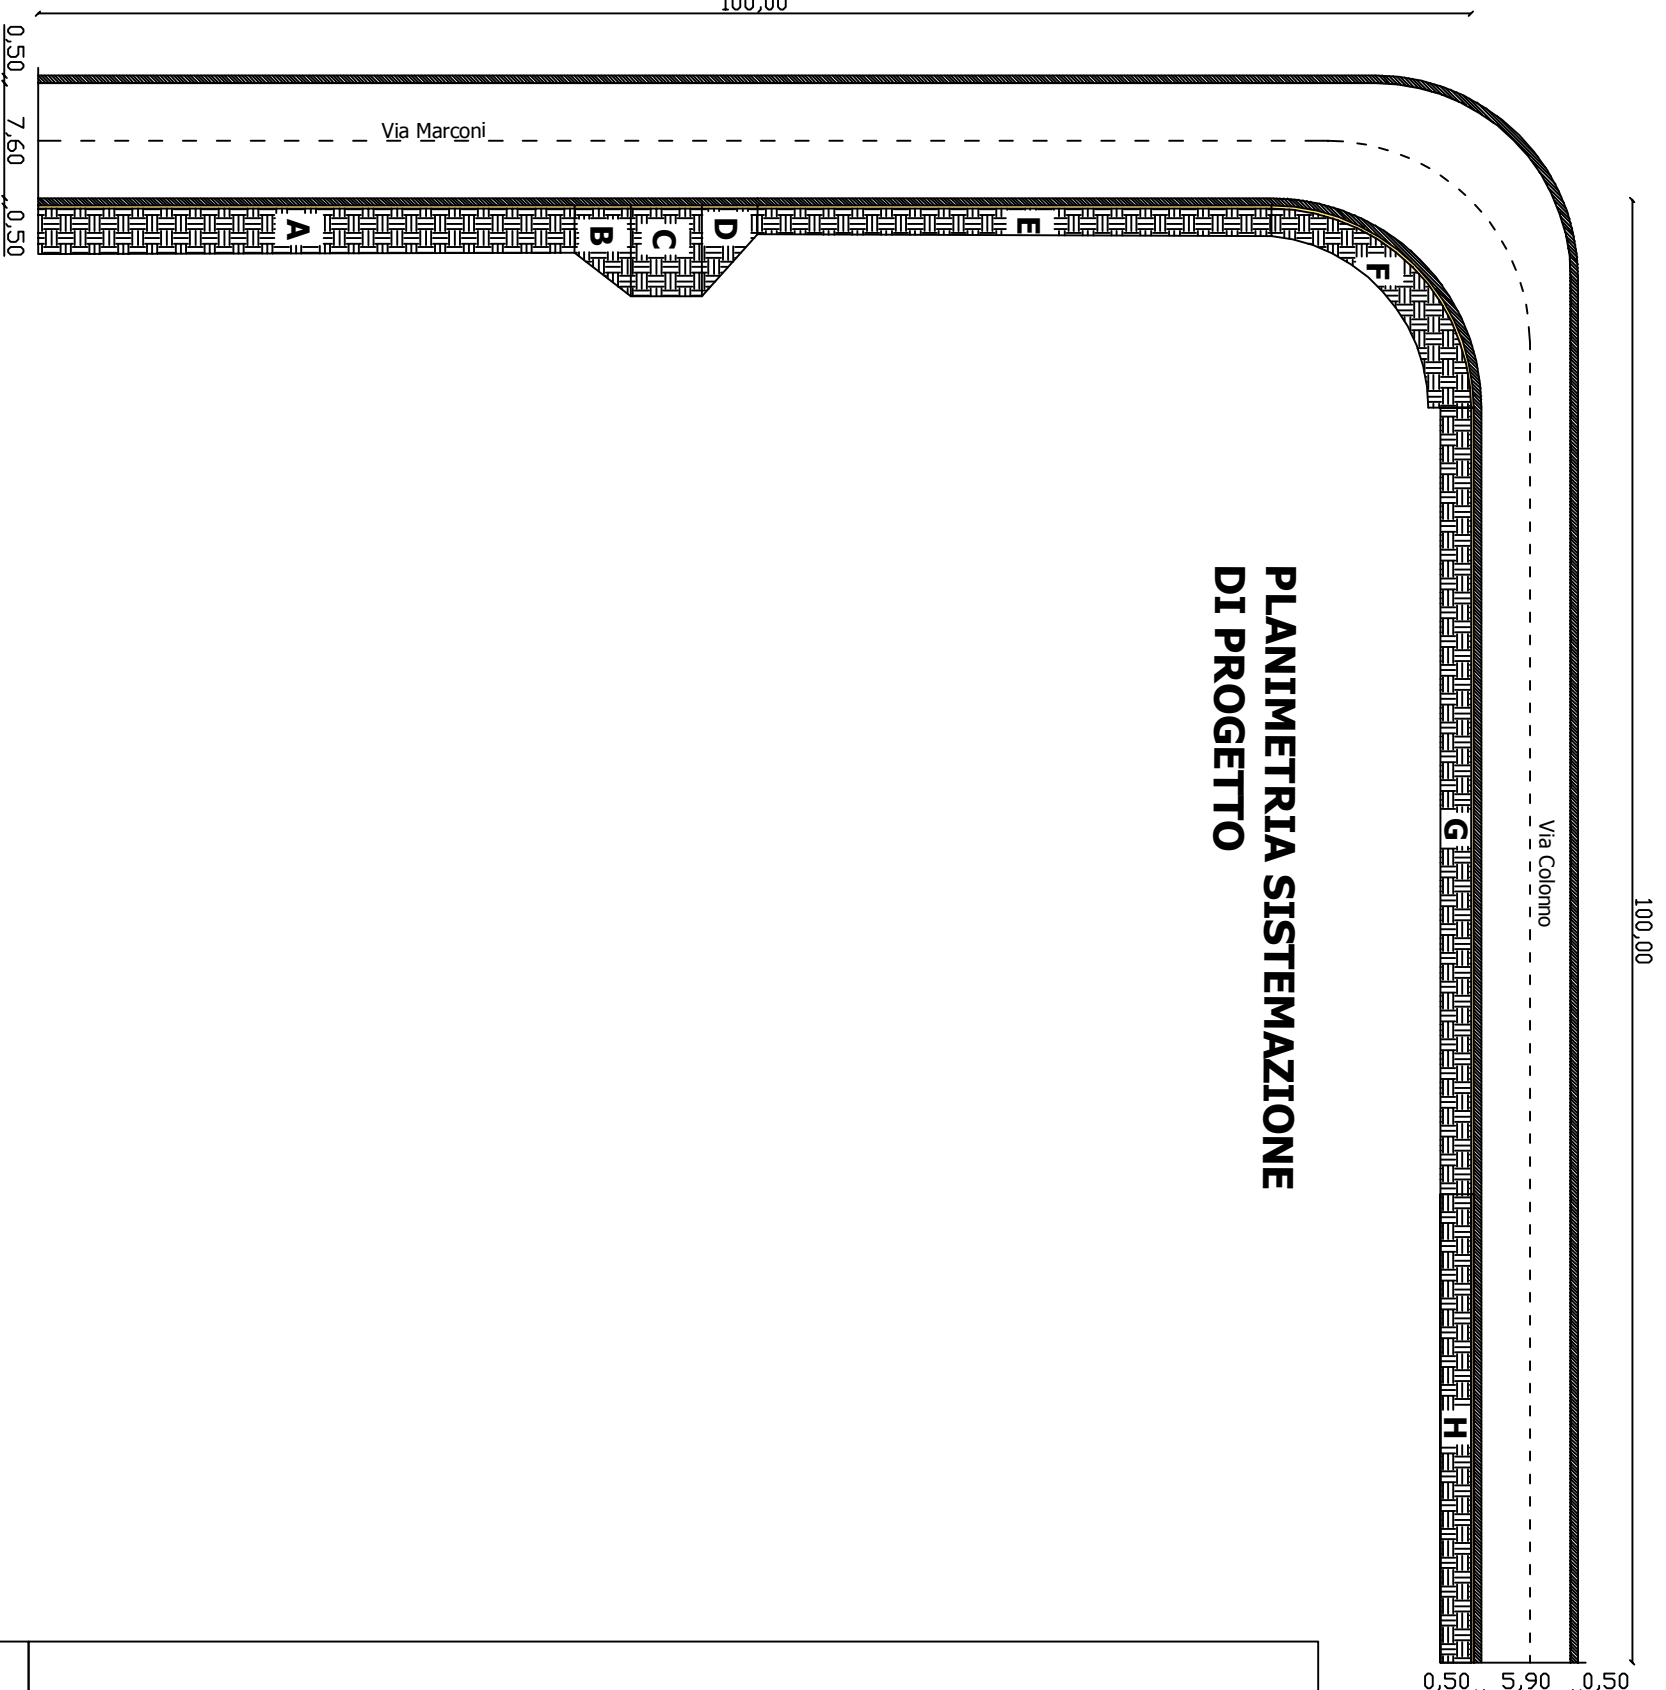 100,00
0,50
7,60
0,50
Via Marconi
A
B
C
D
E
F
PLANIMETRIA SISTEMAZIONE
DI PROGETTO
G
Via Colonno
100,00
H
0,50
5,90
0,50